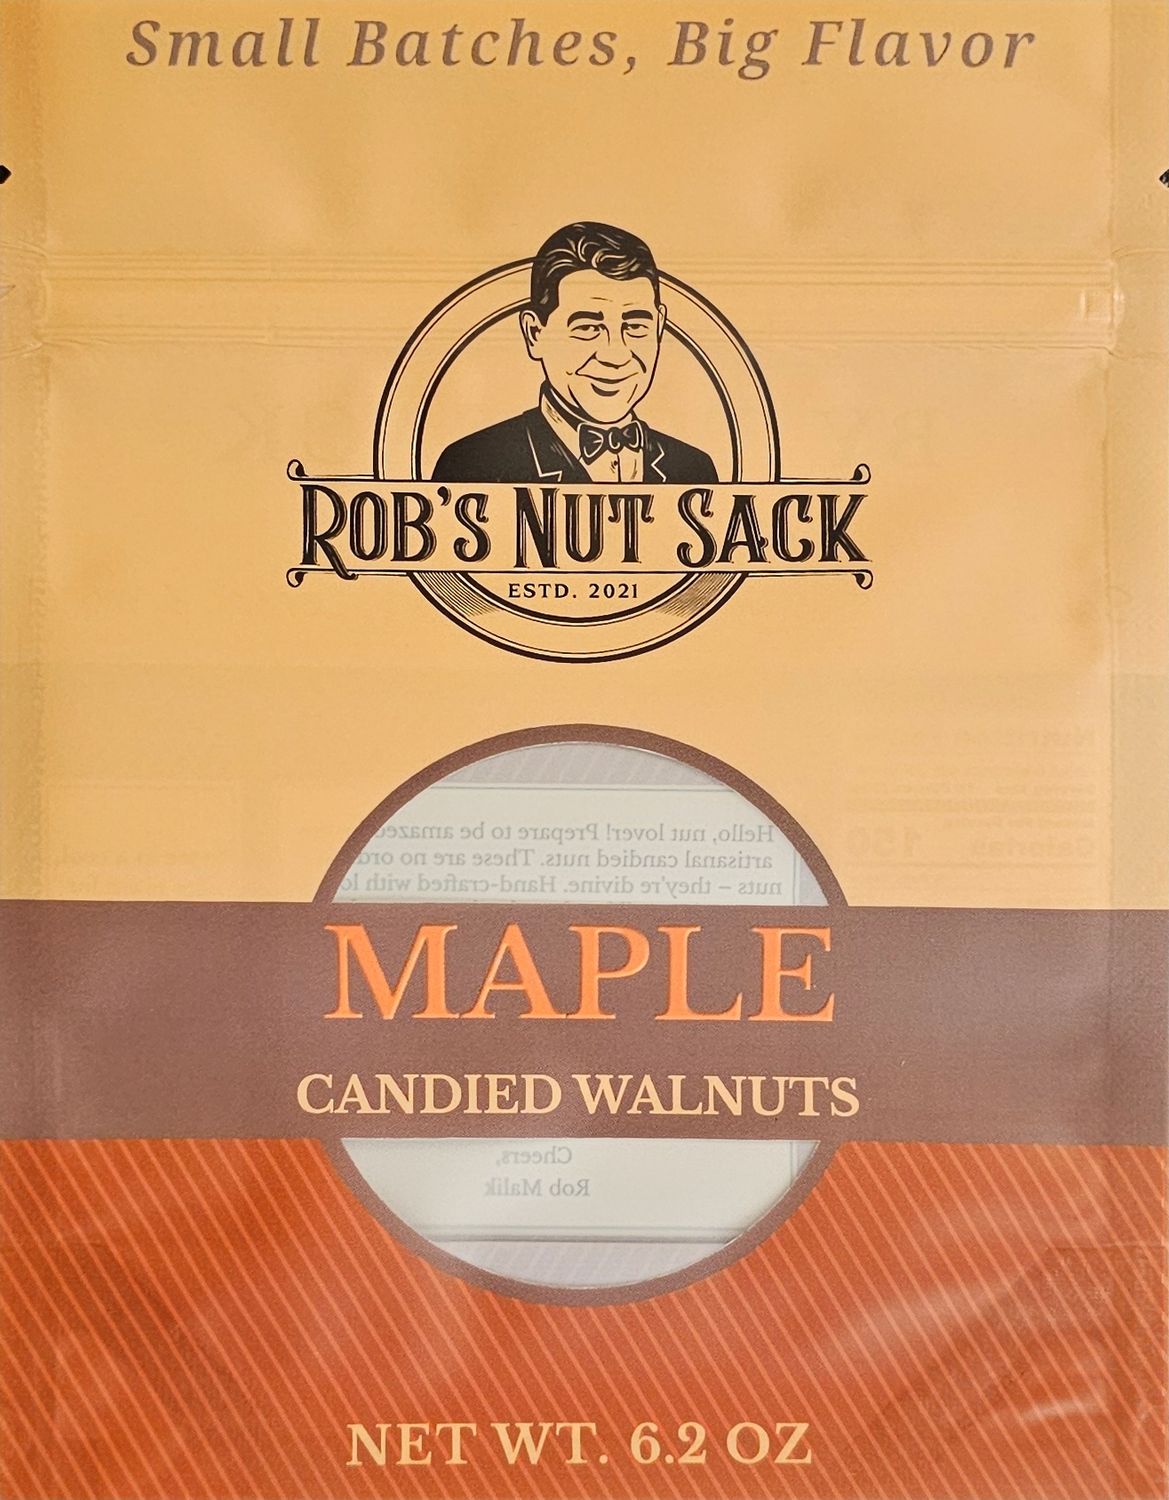 Small Batches, Big Flavor
ROB'S NUT SACK
ESTD. 2021
Hello, nut lover! Prepare to be amazed
artisanal candied nuts. These are no
nuts – they're divine. Hand-crafted with
MAPLE
CANDIED WALNUTS
Cheers,
Rob Malik
NET WT. 6.2 OZ